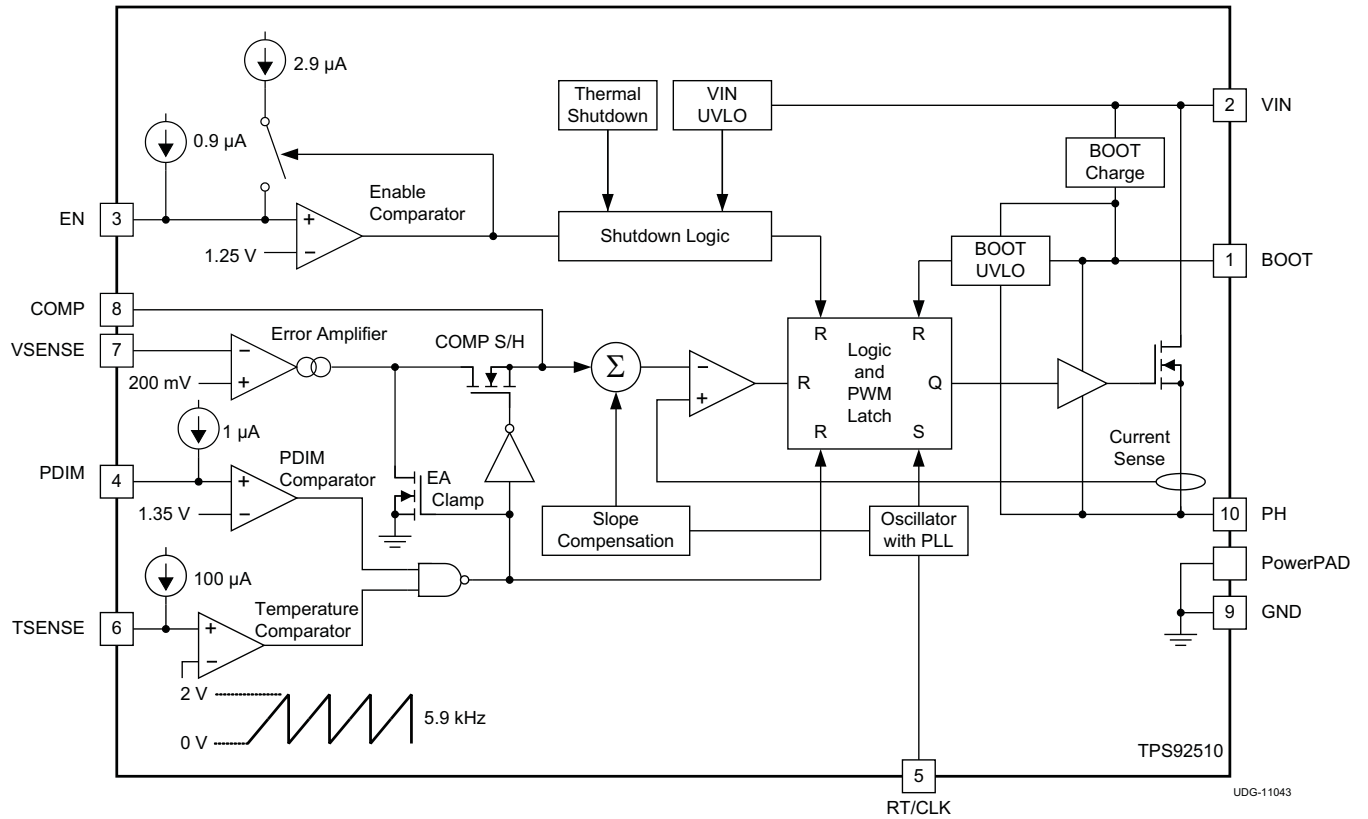 2.9 µA
Thermal
Shutdown
VIN
UVLO
2
VIN
0.9 µA
BOOT
Charge
Enable
Comparator
EN
3
+
−
1.25 V
Shutdown Logic
BOOT
UVLO
1
BOOT
COMP
8
VSENSE
7
Error Amplifier
COMP S/H
−
+
200 mV
Σ
−
+
R
R
R
R
Logic
and
PWM
Latch
Q
S
Current
Sense
1 µA
PDIM
4
PDIM
Comparator
+
−
1.35 V
EA
Clamp
Slope
Compensation
Oscillator
with PLL
10
PH
PowerPAD
9
GND
100 µA
TSENSE
6
Temperature
Comparator
+
−
2 V
0 V
5.9 kHz
TPS92510
5
RT/CLK
UDG-11043